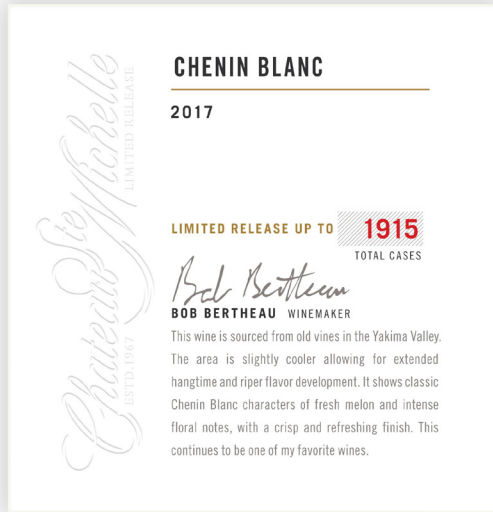 CHENIN BLANC
2017
Chateau Ste Michelle
LIMITED RELEASE
ESTD.1967
LIMITED RELEASE UP TO 1915
TOTAL CASES
Bob Bertheau
BOB BERTHEAU WINEMAKER
This wine is sourced from old vines in the Yakima Valley.
The area is slightly cooler allowing for extended
hangtime and riper flavor development. It shows classic
Chenin Blanc characters of fresh melon and intense
floral notes, with a crisp and refreshing finish. This
continues to be one of my favorite wines.